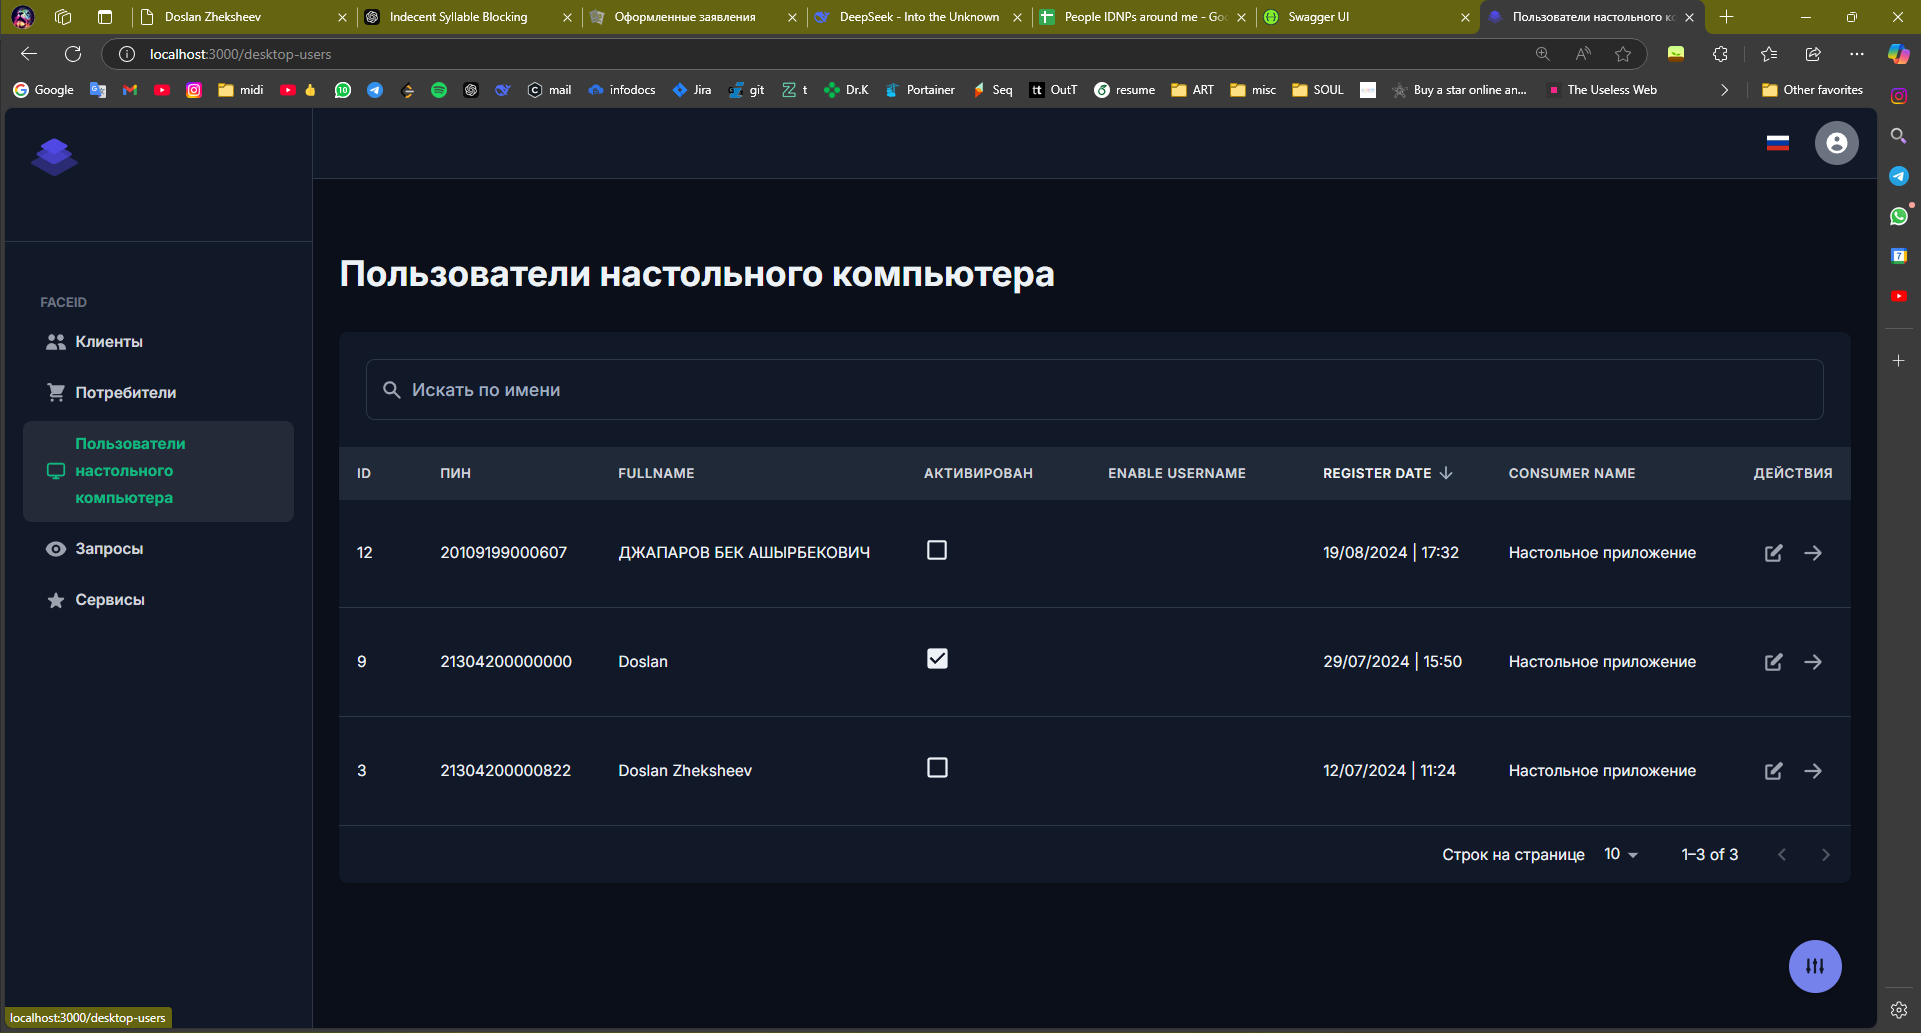 Doslan Zheksheev
Indecent Syllable Blocking
Оформленные заявления
DeepSeek - Into the Unknown
People IDNPs around me - Goo
Swagger UI
Пользователи настольного ко
localhost:3000/desktop-users
Google
midi
10
mail
infodocs
Jira
git
t
Dr.K
Portainer
Seq
tt OutT
resume
ART
misc
SOUL
Buy a star online an...
The Useless Web
Other favorites
7
FACEID
Клиенты
Потребители
Пользователи
настольного
компьютера
Запросы
Сервисы
Пользователи настольного компьютера
Искать по имени
ID ПИН FULLNAME АКТИВИРОВАН ENABLE USERNAME REGISTER DATE CONSUMER NAME ДЕЙСТВИЯ
12 20109199000607 ДЖАПАРОВ БЕК АШЫРБЕКОВИЧ 19/08/2024 | 17:32 Настольное приложение
9 21304200000000 Doslan 29/07/2024 | 15:50 Настольное приложение
3 21304200000822 Doslan Zheksheev 12/07/2024 | 11:24 Настольное приложение
Строк на странице 10 1–3 of 3
localhost:3000/desktop-users